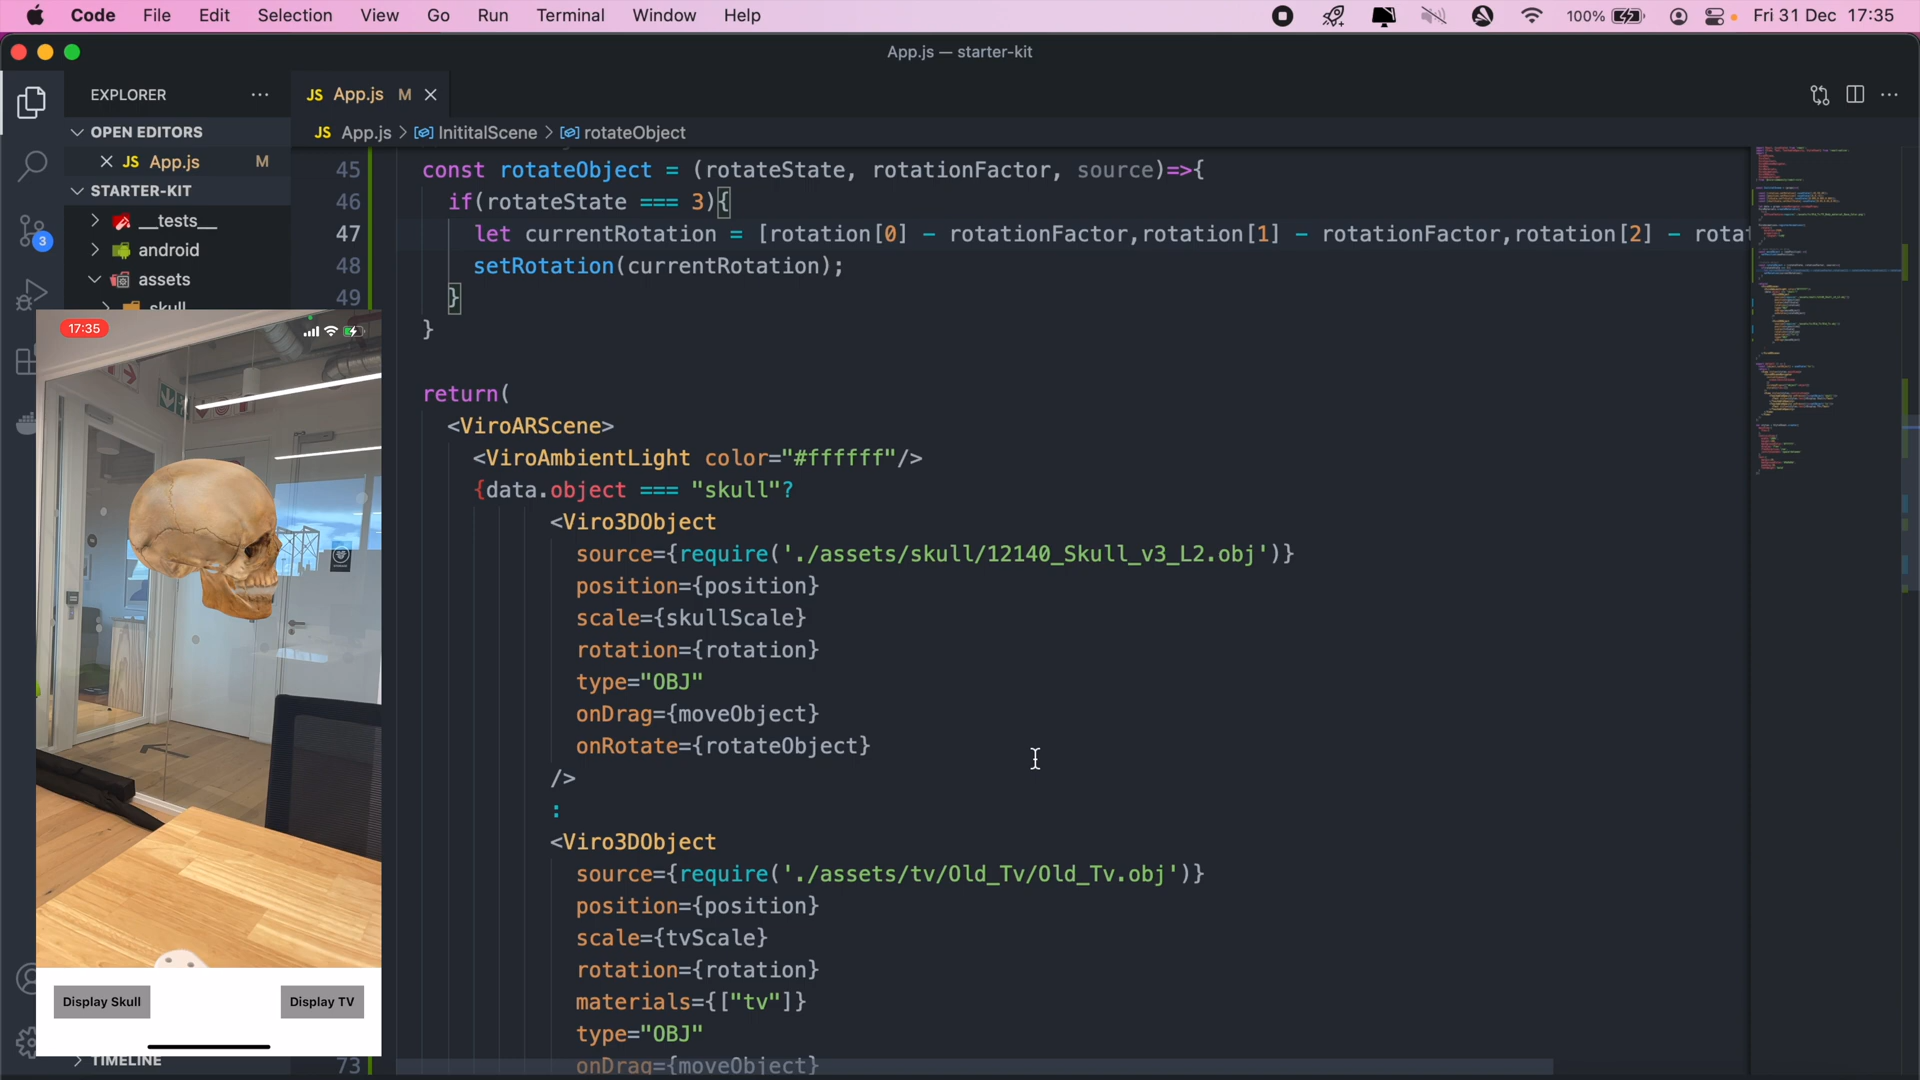 Code File Edit Selection View Go Run Terminal Window Help 100% Fri 31 Dec 17:35
App.js — starter-kit
EXPLORER ···
JS App.js M
JS App.js > InititalScene > rotateObject
OPEN EDITORS
JS App.js M
STARTER-KIT
__tests__
android
assets
skull
3
45 const rotateObject = (rotateState, rotationFactor, source)=>{
46 if(rotateState === 3){
47 let currentRotation = [rotation[0] - rotationFactor,rotation[1] - rotationFactor,rotation[2] - rotat
48 setRotation(currentRotation);
49 }
}
return(
<ViroARScene>
<ViroAmbientLight color="#ffffff"/>
{data.object === "skull"?
<Viro3DObject
source={require('./assets/skull/12140_Skull_v3_L2.obj')}
position={position}
scale={skullScale}
rotation={rotation}
type="OBJ"
onDrag={moveObject}
onRotate={rotateObject}
/>
:
<Viro3DObject
source={require('./assets/tv/Old_Tv/Old_Tv.obj')}
position={position}
scale={tvScale}
rotation={rotation}
materials={["tv"]}
type="OBJ"
73 onDrag={moveObject}
17:35
Display Skull Display TV
TIMELINE